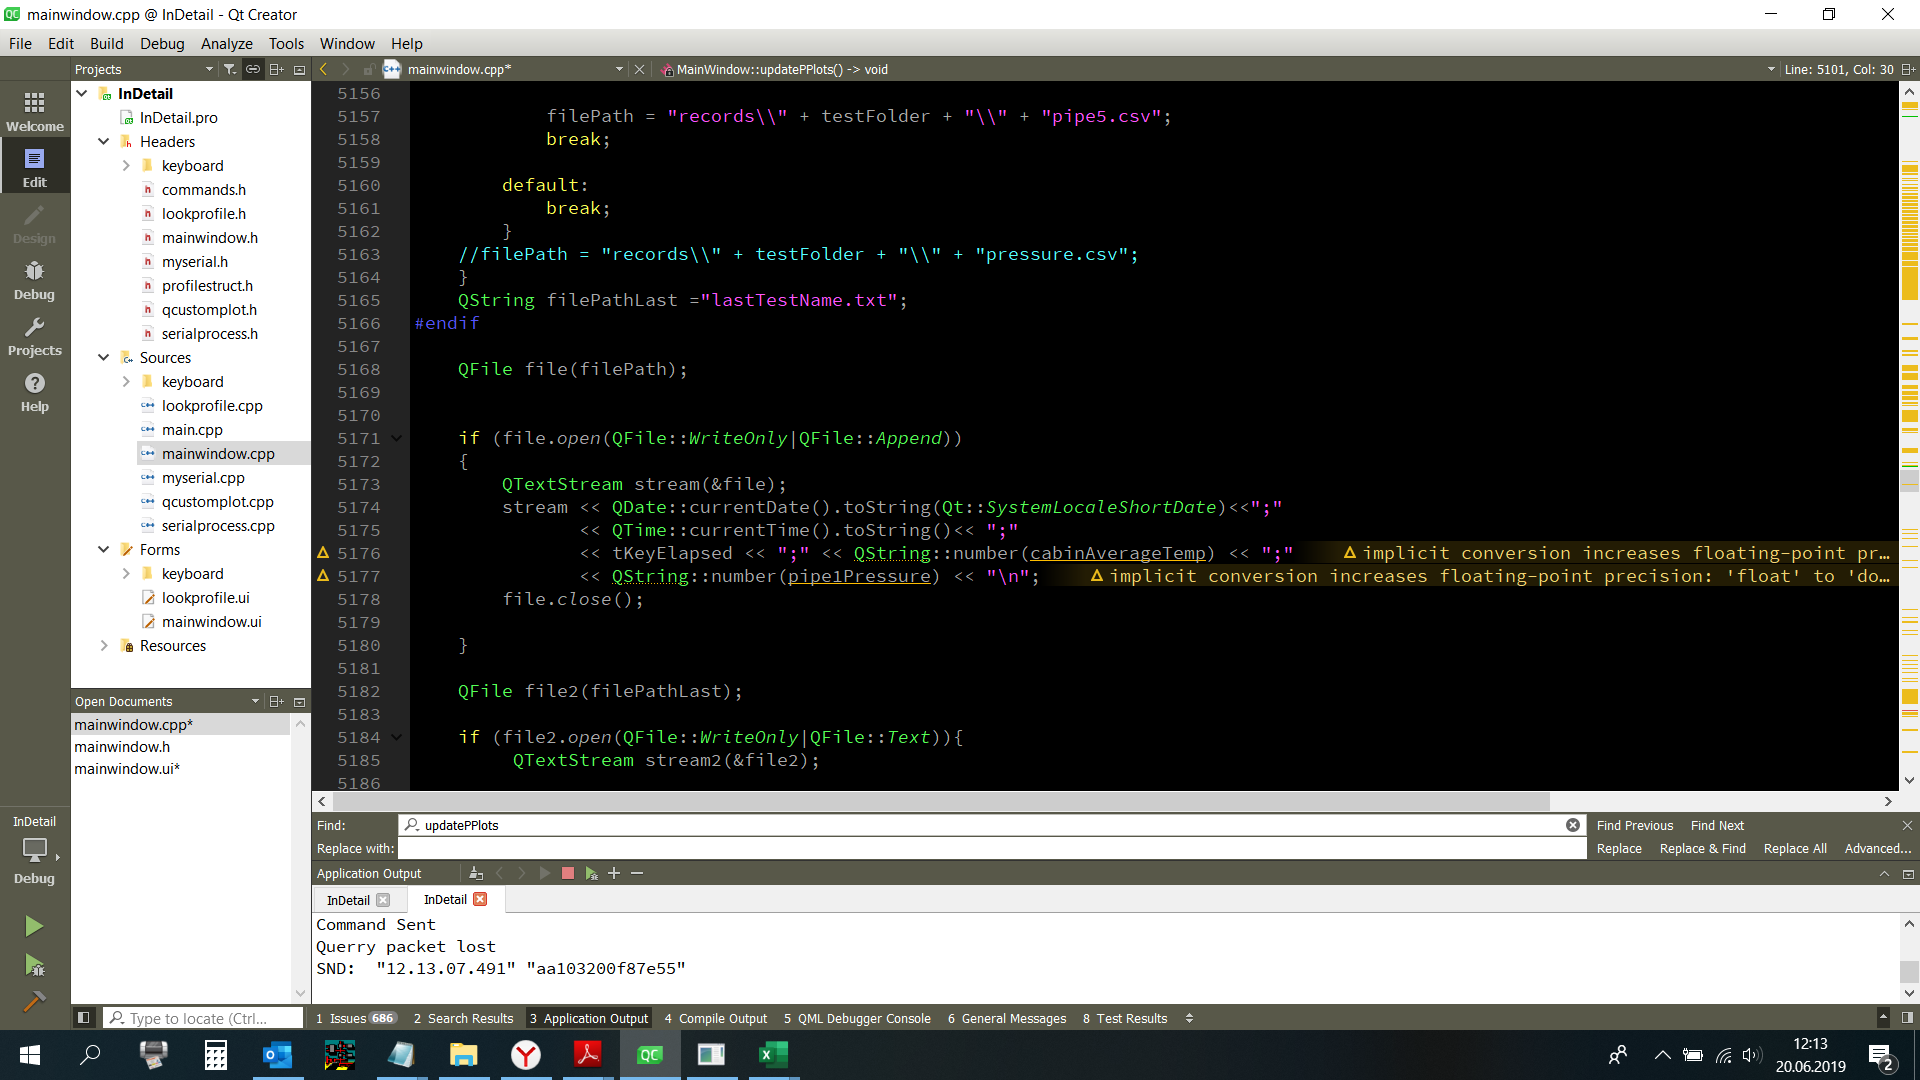 mainwindow.cpp @ InDetail - Qt Creator
File Edit Build Debug Analyze Tools Window Help
Projects
mainwindow.cpp*
MainWindow::updatePPlots() -> void
Line: 5101, Col: 30
Welcome
Edit
Design
Debug
Projects
Help
InDetail
Debug
InDetail
InDetail.pro
Headers
keyboard
commands.h
lookprofile.h
mainwindow.h
myserial.h
profilestruct.h
qcustomplot.h
serialprocess.h
Sources
keyboard
lookprofile.cpp
main.cpp
mainwindow.cpp
myserial.cpp
qcustomplot.cpp
serialprocess.cpp
Forms
keyboard
lookprofile.ui
mainwindow.ui
Resources
Open Documents
mainwindow.cpp*
mainwindow.h
mainwindow.ui*
5156
5157 filePath = "records\\" + testFolder + "\\" + "pipe5.csv";
5158 break;
5159
5160 default:
5161 break;
5162 }
5163 //filePath = "records\\" + testFolder + "\\" + "pressure.csv";
5164 }
5165 QString filePathLast ="lastTestName.txt";
5166 #endif
5167
5168 QFile file(filePath);
5169
5170
5171 if (file.open(QFile::WriteOnly|QFile::Append))
5172 {
5173 QTextStream stream(&file);
5174 stream << QDate::currentDate().toString(Qt::SystemLocaleShortDate)<<";"
5175 << QTime::currentTime().toString()<< ";"
5176 << tKeyElapsed << ";" << QString::number(cabinAverageTemp) << ";" implicit conversion increases floating-point pr...
5177 << QString::number(pipe1Pressure) << "\n"; implicit conversion increases floating-point precision: 'float' to 'do...
5178 file.close();
5179
5180 }
5181
5182 QFile file2(filePathLast);
5183
5184 if (file2.open(QFile::WriteOnly|QFile::Text)){
5185 QTextStream stream2(&file2);
5186
Find: updatePPlots Find Previous Find Next
Replace with: Replace Replace & Find Replace All Advanced...
Application Output
InDetail InDetail
Command Sent
Querry packet lost
SND: "12.13.07.491" "aa103200f87e55"
Type to locate (Ctrl... 1 Issues 686 2 Search Results 3 Application Output 4 Compile Output 5 QML Debugger Console 6 General Messages 8 Test Results
12:13
20.06.2019
2